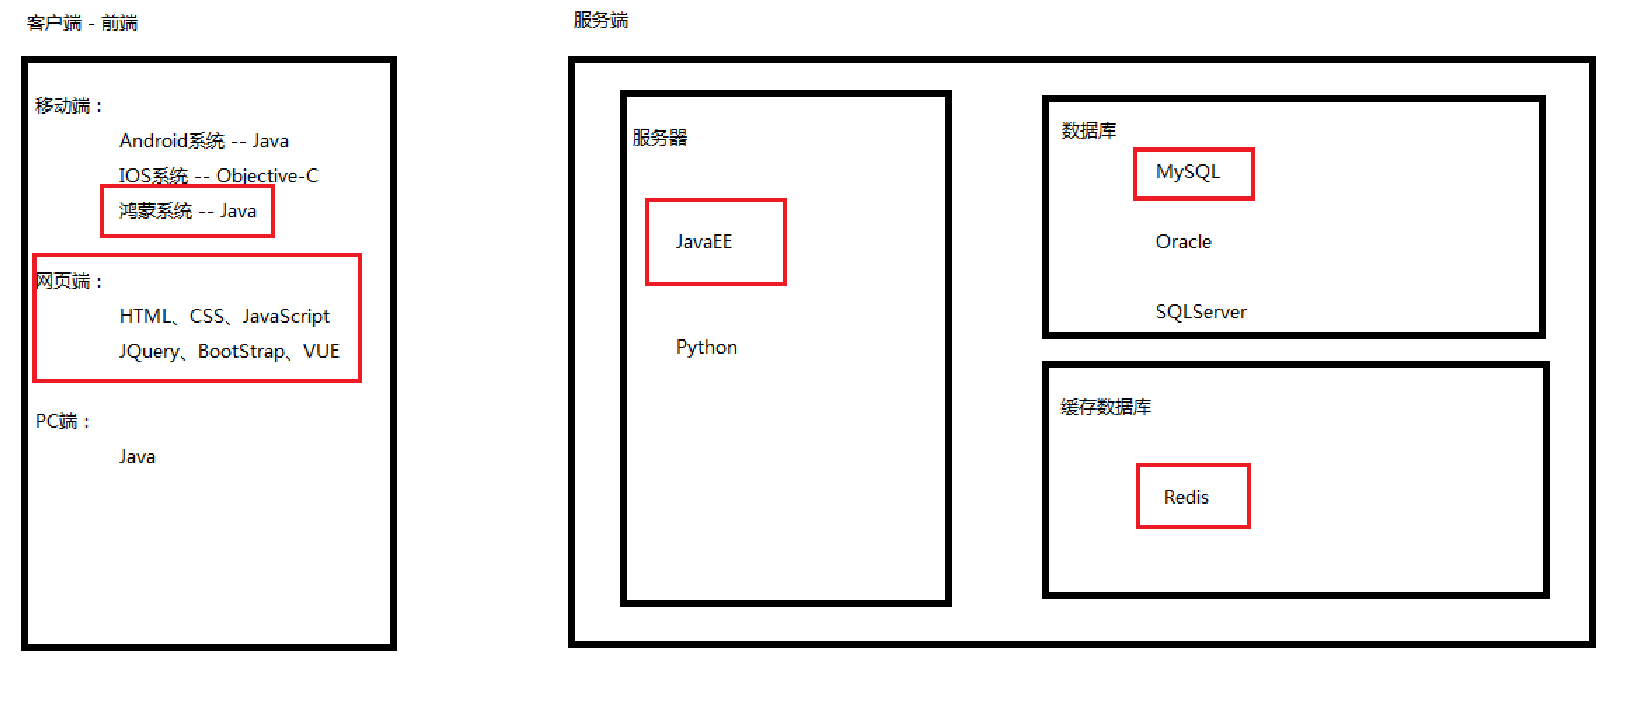 客户端 - 前端
移动端：
Android系统 -- Java
IOS系统 -- Objective-C
鸿蒙系统 -- Java
网页端：
HTML、CSS、JavaScript
JQuery、BootStrap、VUE
PC端：
Java
服务端
服务器
JavaEE
Python
数据库
MySQL
Oracle
SQLServer
缓存数据库
Redis